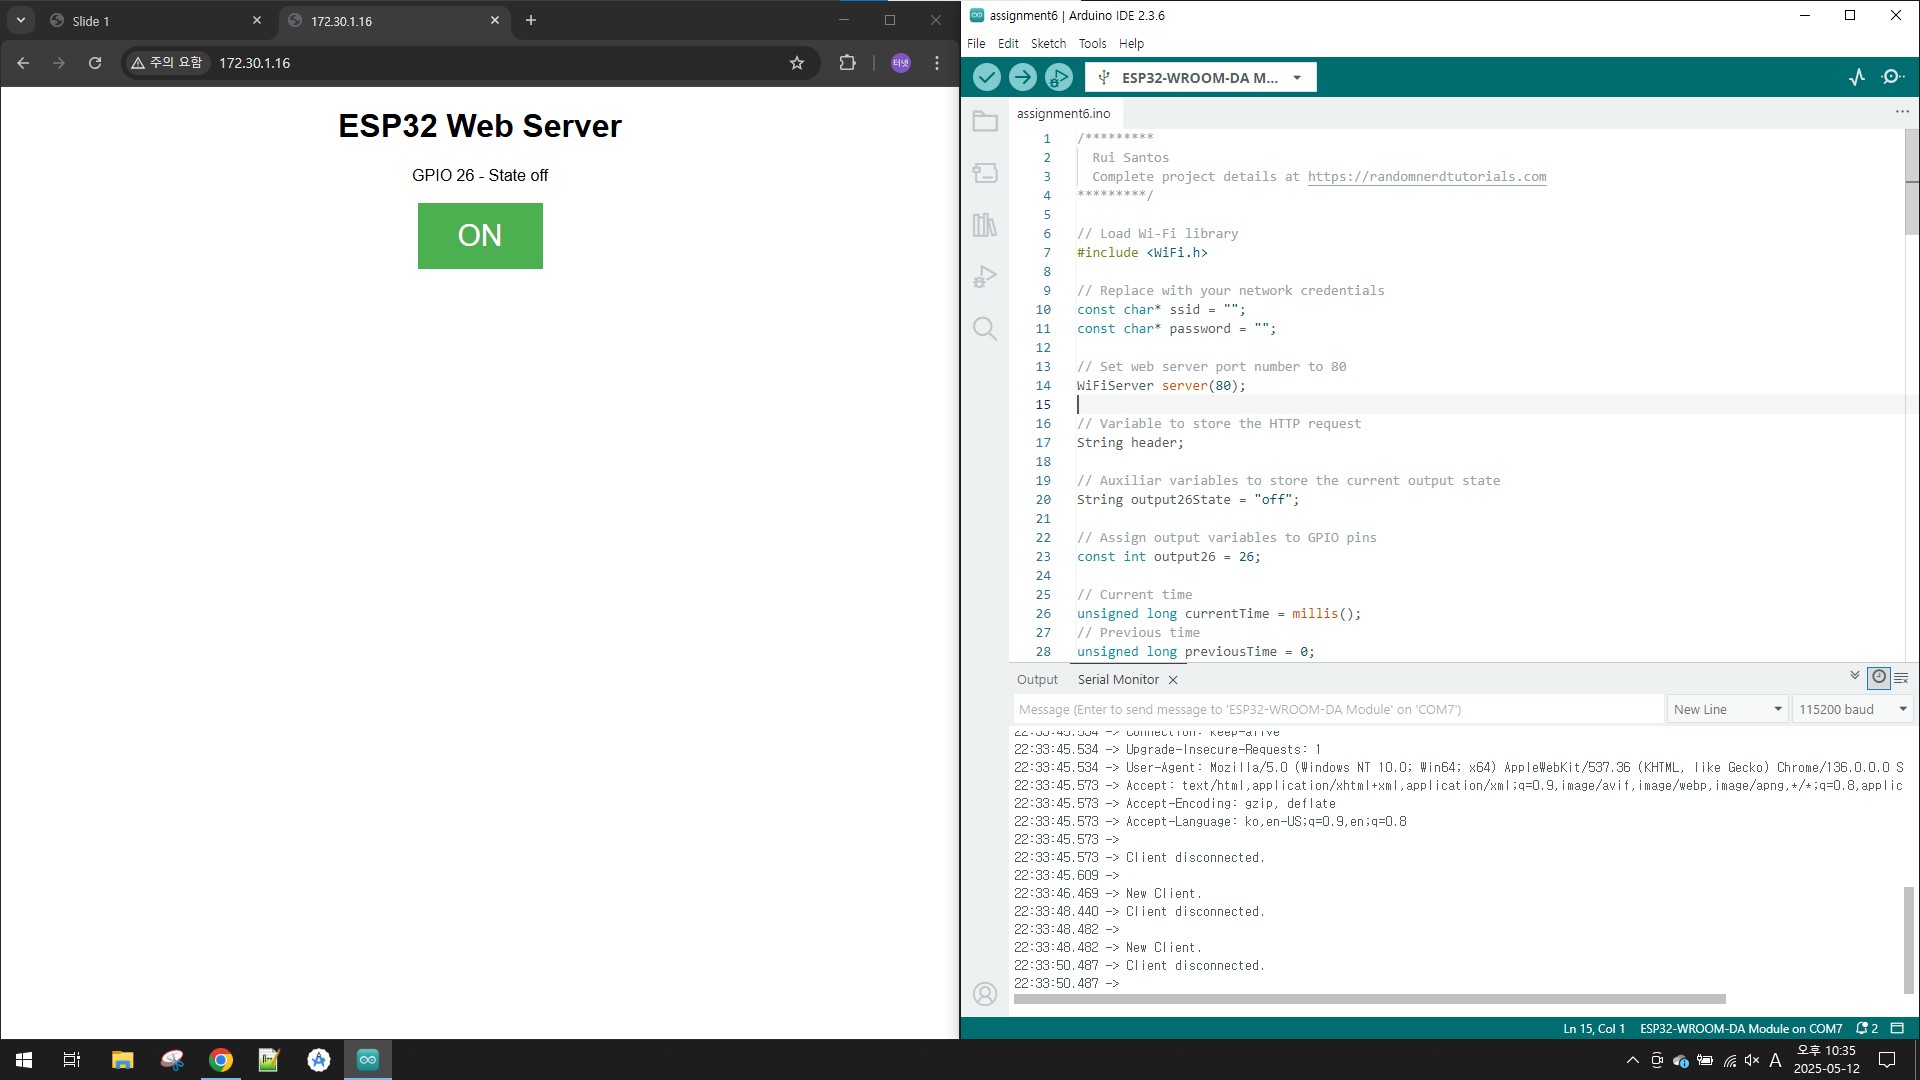 Slide 1
172.30.1.16
주의 요함
172.30.1.16
터넷
ESP32 Web Server
GPIO 26 - State off
ON
assignment6 | Arduino IDE 2.3.6
File Edit Sketch Tools Help
ESP32-WROOM-DA M...
assignment6.ino
1 /*********
2 Rui Santos
3 Complete project details at https://randomnerdtutorials.com
4 *********/
5
6 // Load Wi-Fi library
7 #include <WiFi.h>
8
9 // Replace with your network credentials
10 const char* ssid = "";
11 const char* password = "";
12
13 // Set web server port number to 80
14 WiFiServer server(80);
15
16 // Variable to store the HTTP request
17 String header;
18
19 // Auxiliar variables to store the current output state
20 String output26State = "off";
21
22 // Assign output variables to GPIO pins
23 const int output26 = 26;
24
25 // Current time
26 unsigned long currentTime = millis();
27 // Previous time
28 unsigned long previousTime = 0;
Output Serial Monitor
Message (Enter to send message to 'ESP32-WROOM-DA Module' on 'COM7')
New Line
115200 baud
22:33:45.534 -> Connection: keep-alive
22:33:45.534 -> Upgrade-Insecure-Requests: 1
22:33:45.534 -> User-Agent: Mozilla/5.0 (Windows NT 10.0; Win64; x64) AppleWebKit/537.36 (KHTML, like Gecko) Chrome/136.0.0.0 S
22:33:45.573 -> Accept: text/html,application/xhtml+xml,application/xml;q=0.9,image/avif,image/webp,image/apng,*/*;q=0.8,applic
22:33:45.573 -> Accept-Encoding: gzip, deflate
22:33:45.573 -> Accept-Language: ko,en-US;q=0.9,en;q=0.8
22:33:45.573 ->
22:33:45.573 -> Client disconnected.
22:33:45.609 ->
22:33:46.469 -> New Client.
22:33:48.440 -> Client disconnected.
22:33:48.482 ->
22:33:48.482 -> New Client.
22:33:50.487 -> Client disconnected.
22:33:50.487 ->
Ln 15, Col 1 ESP32-WROOM-DA Module on COM7 2
A
오후 10:35
2025-05-12